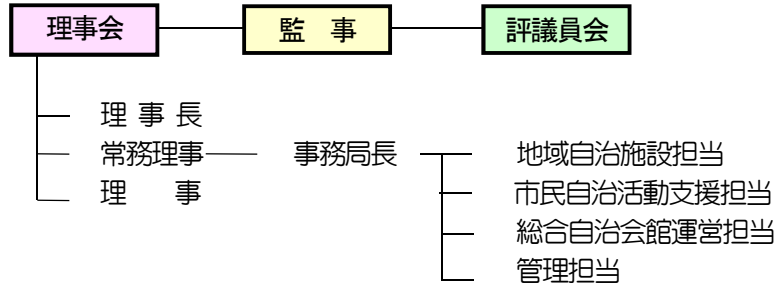 理事会 監 事 評議員会
理 事 長
常務理事 事務局長 地域自治施設担当
理 事 市民自治活動支援担当
総合自治会館運営担当
管理担当